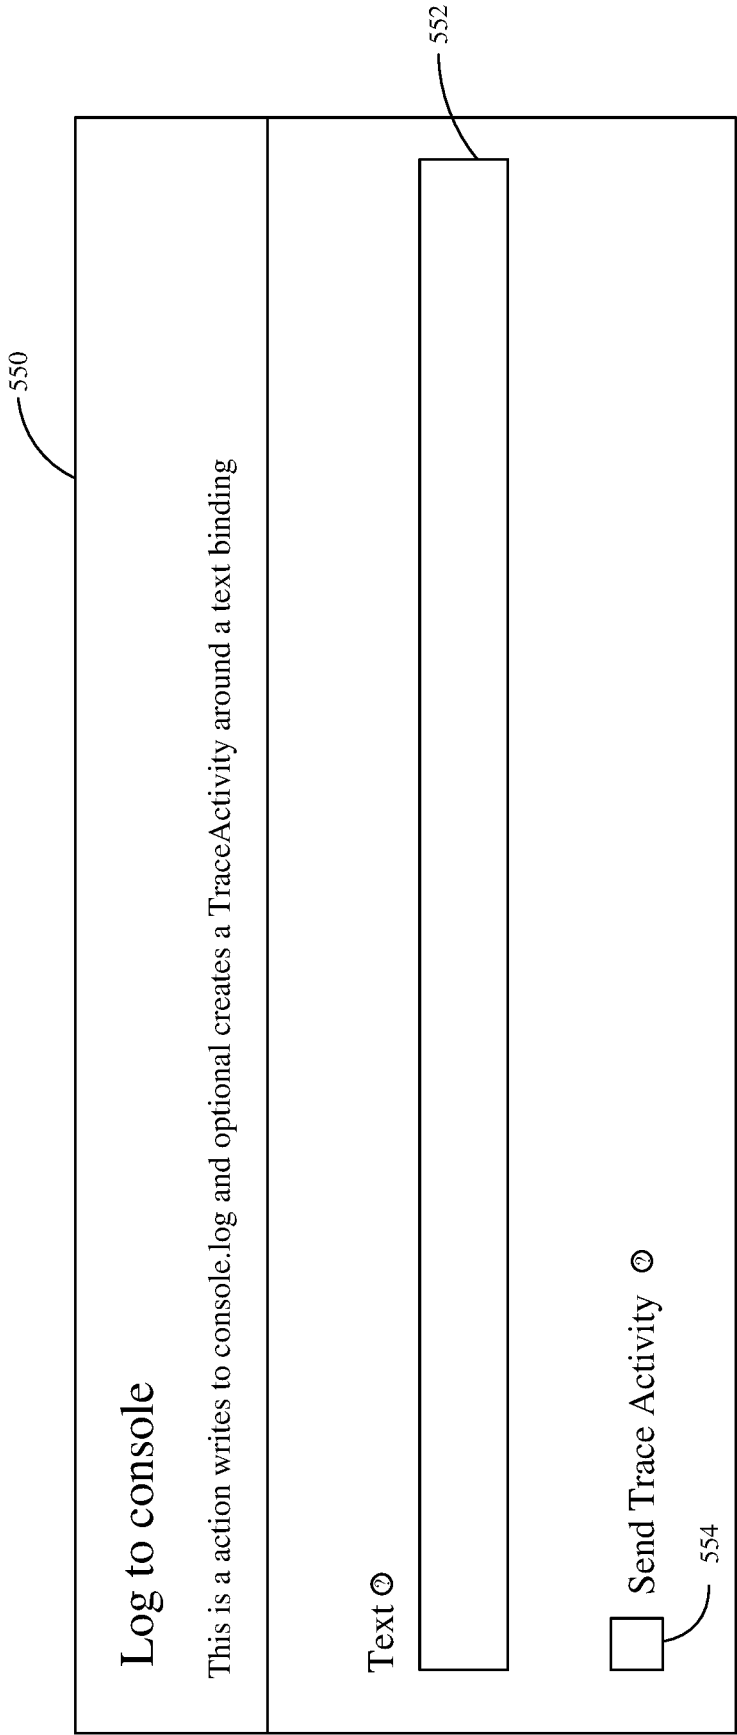 550
552
Log to console
This is a action writes to console.log and optional creates a TraceActivity around a text binding
Text ?
Send Trace Activity ?
554